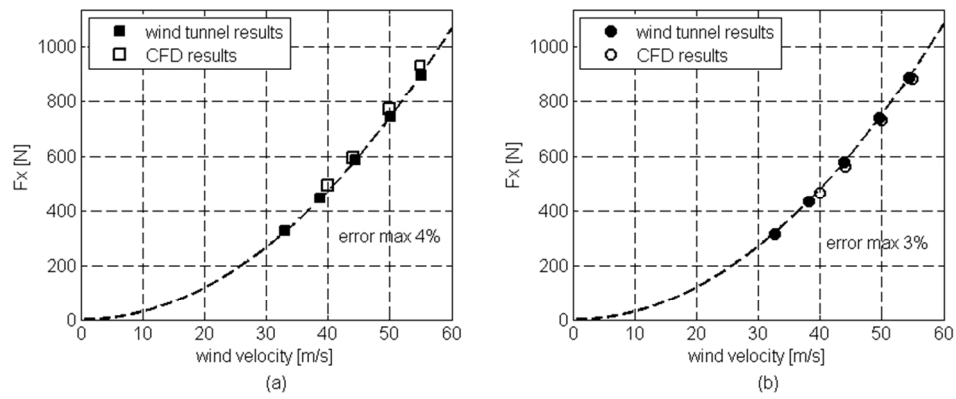 1000
800
600
400
200
0
Fx [N]
wind tunnel results
CFD results
error max 4%
0 10 20 30 40 50 60
wind velocity [m/s]
(a)
1000
800
600
400
200
0
Fx [N]
wind tunnel results
CFD results
error max 3%
0 10 20 30 40 50 60
wind velocity [m/s]
(b)